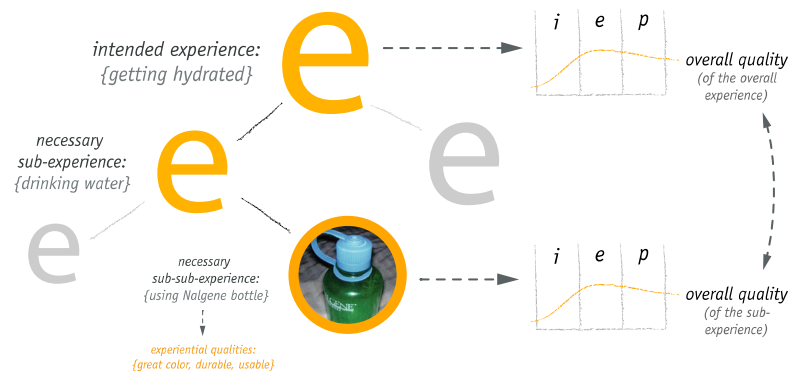 intended experience:
{getting hydrated}
e
i e p
overall quality
(of the overall
experience)
necessary
sub-experience:
{drinking water}
e
e
e
necessary
sub-sub-experience:
{using Nalgene bottle}
experiential qualities:
{great color, durable, usable}
i e p
overall quality
(of the sub-
experience)